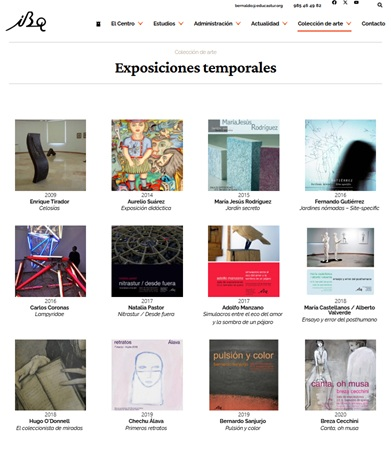 bernaldo@educastur.org 985 48 49 82
iBQ
El Centro Estudios Administración Actualidad Colección de arte Contacto
Colección de arte
Exposiciones temporales
MaríaJesús
Rodríguez
2009
Enrique Tirador
Celosías
2014
Aurelio Suárez
Exposición didáctica
2015
María Jesús Rodríguez
Jardín secreto
2016
Fernando Gutiérrez
Jardines nómadas – Site-specific
nitrastur / desde fuera
2016
Carlos Coronas
Lampyridae
2017
Natalia Pastor
Nitrastur / Desde fuera
2017
Adolfo Manzano
Simulacros entre el eco del amor
y la sombra de un pájaro
2018
María Castellanos / Alberto
Valverde
Ensayo y error del posthumano
retratos Álava
pulsión y color
canta, oh musa
breza cecchini
2018
Hugo O'Donnell
El coleccionista de miradas
2019
Chechu Álava
Primeros retratos
2019
Bernardo Sanjurjo
Pulsión y color
2020
Breza Cecchini
Canta, oh musa